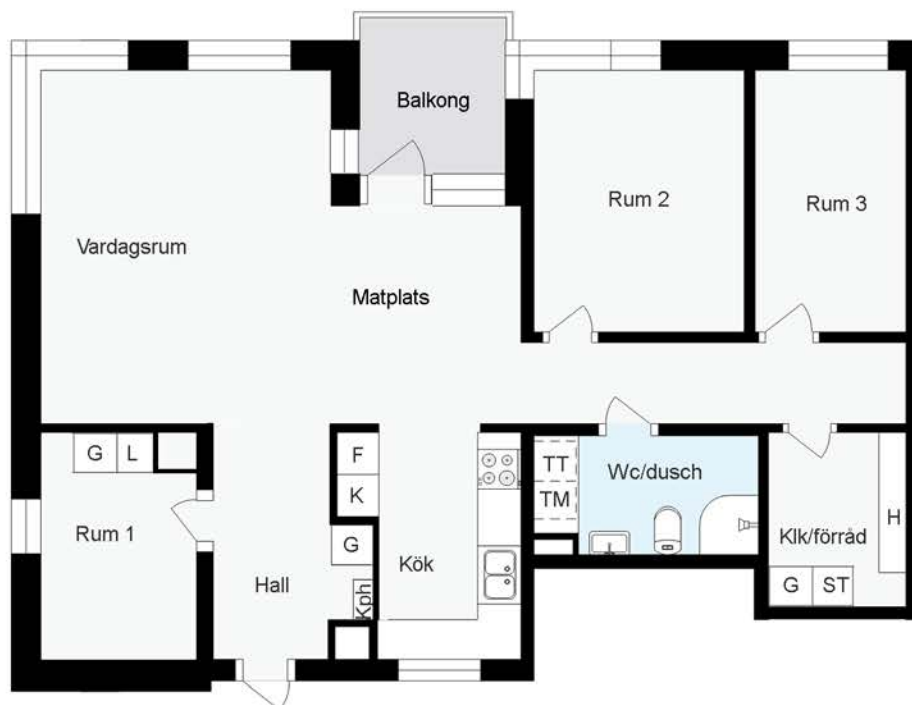 Balkong
Rum 2
Rum 3
Vardagsrum
Matplats
G L
F
K
TT
TM
Wc/dusch
Rum 1
G
Kök
Klk/förråd
H
Hall
Kph
G ST